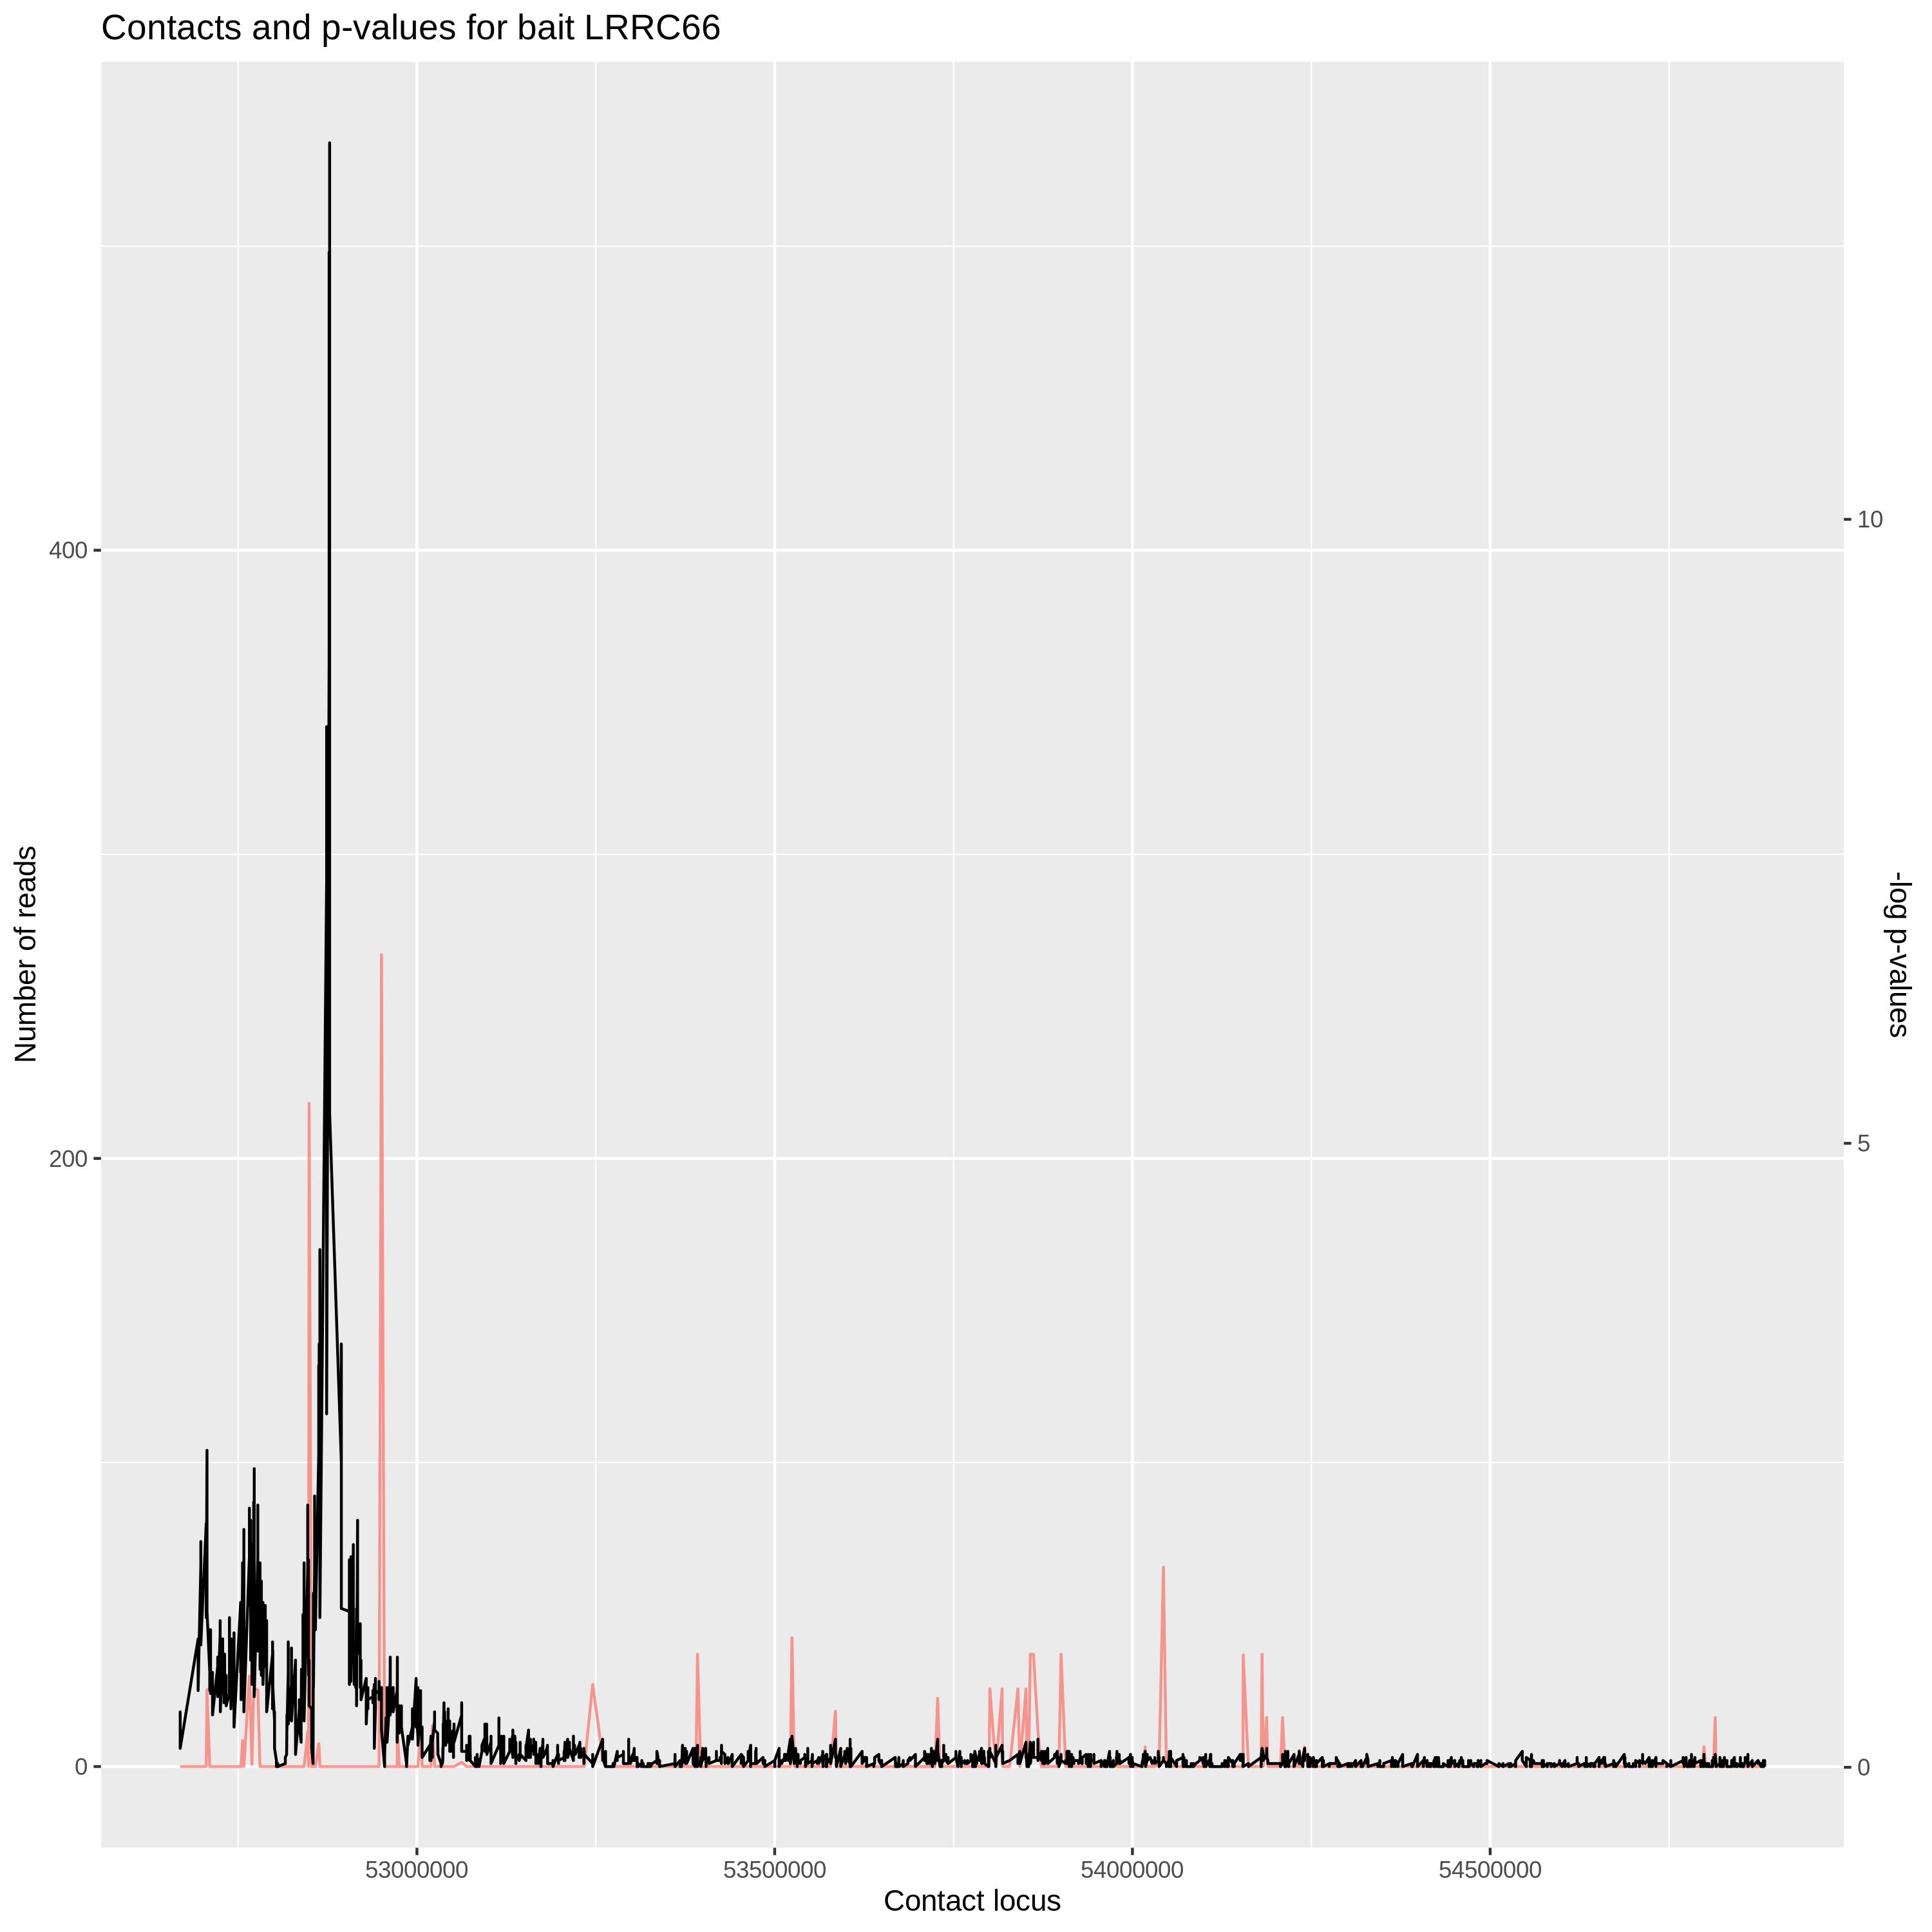 Contacts and p-values for bait LRRC66
Number of reads
400
200
0
10
5
0
-log p-values
53000000
53500000
54000000
54500000
Contact locus